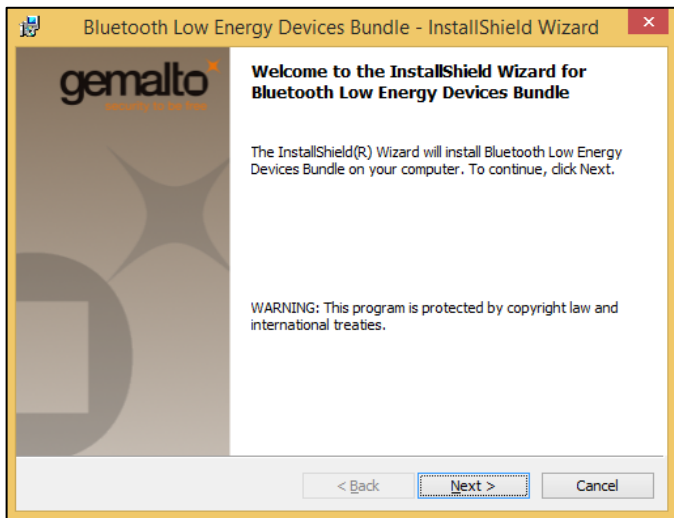 Bluetooth Low Energy Devices Bundle - InstallShield Wizard
gemalto
security to be free
Welcome to the InstallShield Wizard for
Bluetooth Low Energy Devices Bundle
The InstallShield(R) Wizard will install Bluetooth Low Energy
Devices Bundle on your computer. To continue, click Next.
WARNING: This program is protected by copyright law and
international treaties.
< Back
Next >
Cancel